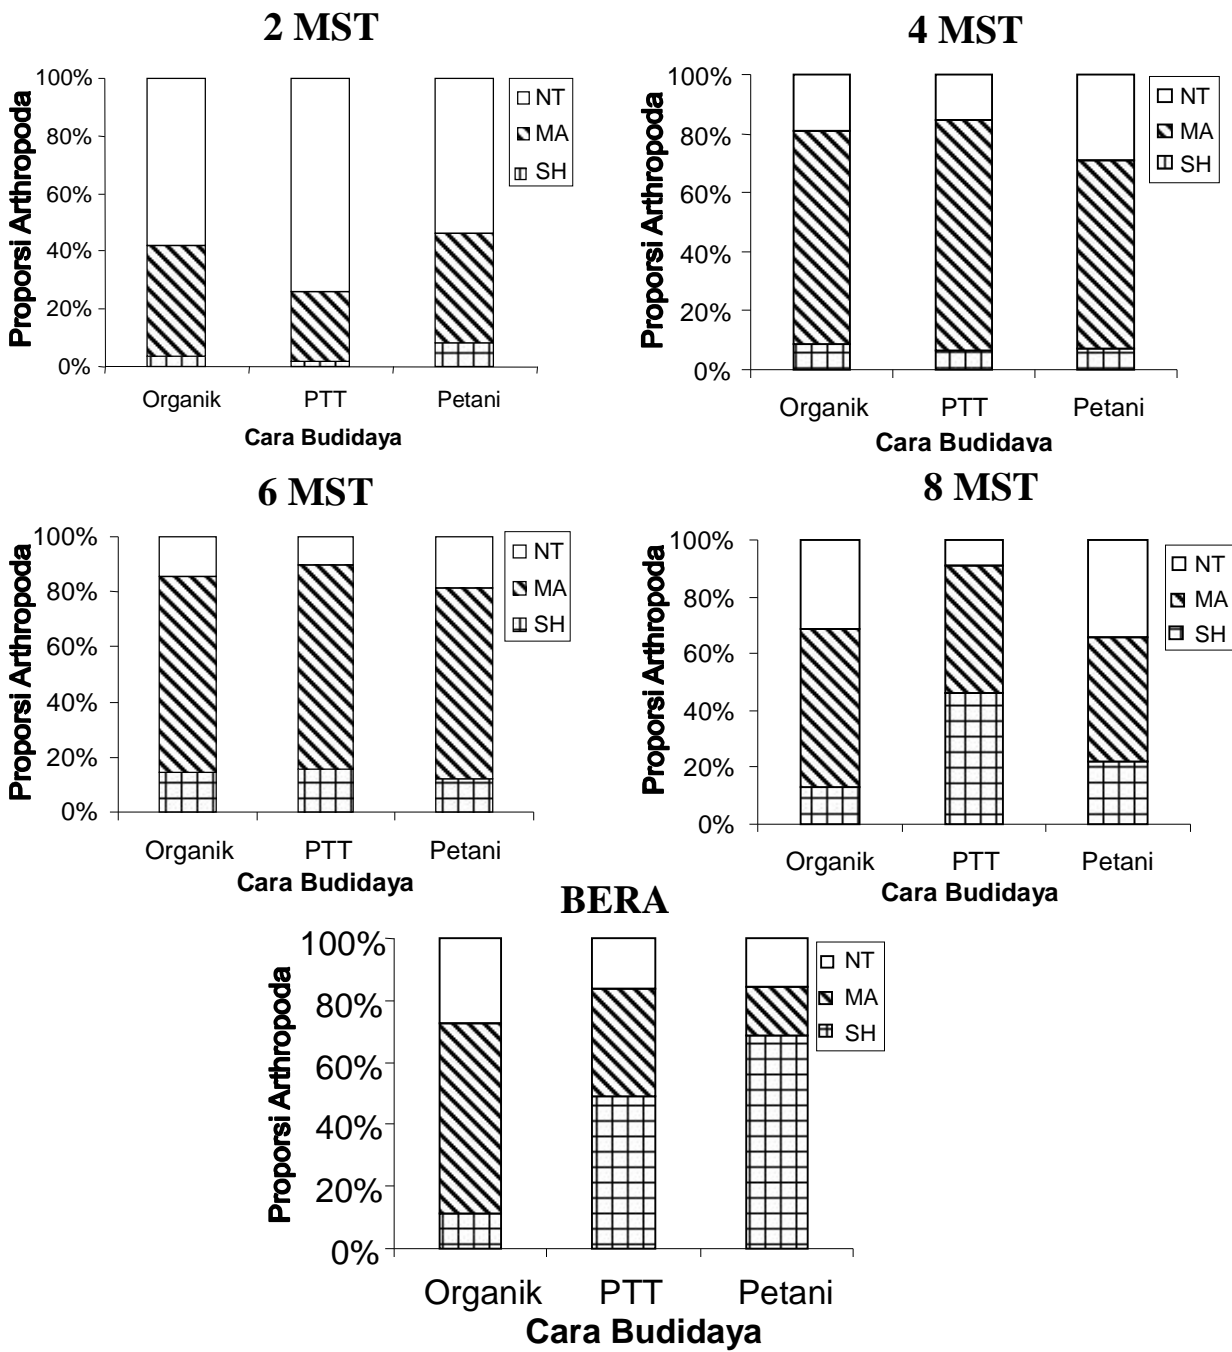 2 MST
Proporsi Arthropoda
100%
80%
60%
40%
20%
0%
NT
MA
SH
Organik PTT Petani
Cara Budidaya
4 MST
Proporsi Arthropoda
100%
80%
60%
40%
20%
0%
NT
MA
SH
Organik PTT Petani
Cara Budidaya
6 MST
Proporsi Arthropoda
100%
80%
60%
40%
20%
0%
NT
MA
SH
Organik PTT Petani
Cara Budidaya
8 MST
Proporsi Arthropoda
100%
80%
60%
40%
20%
0%
NT
MA
SH
Organik PTT Petani
Cara Budidaya
BERA
Proporsi Arthropoda
100%
80%
60%
40%
20%
0%
NT
MA
SH
Organik PTT Petani
Cara Budidaya